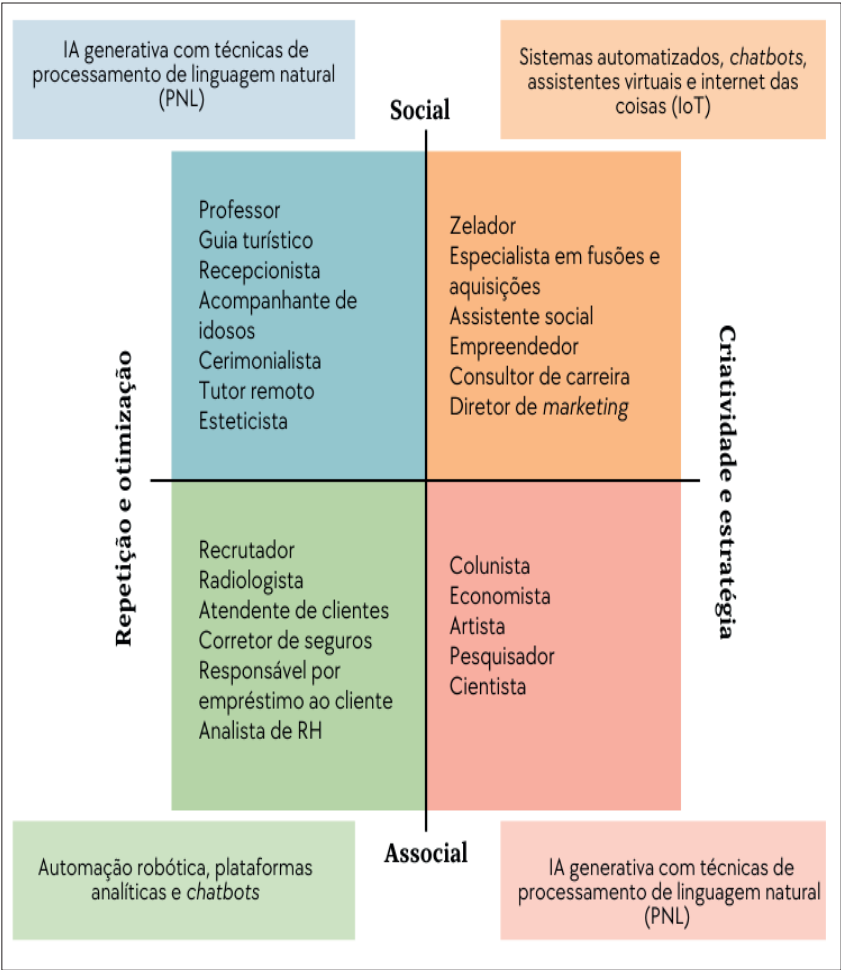 IA generativa com técnicas de
processamento de linguagem natural
(PNL)
Sistemas automatizados, chatbots,
assistentes virtuais e internet das
coisas (IoT)
Social
Professor
Guia turístico
Recepcionista
Acompanhante de
idosos
Cerimonialista
Tutor remoto
Esteticista
Zelador
Especialista em fusões e
aquisições
Assistente social
Empreendedor
Consultor de carreira
Diretor de marketing
Repetição e otimização
Criatividade e estratégia
Recrutador
Radiologista
Atendente de clientes
Corretor de seguros
Responsável por
empréstimo ao cliente
Analista de RH
Colunista
Economista
Artista
Pesquisador
Cientista
Associal
Automação robótica, plataformas
analíticas e chatbots
IA generativa com técnicas de
processamento de linguagem natural
(PNL)